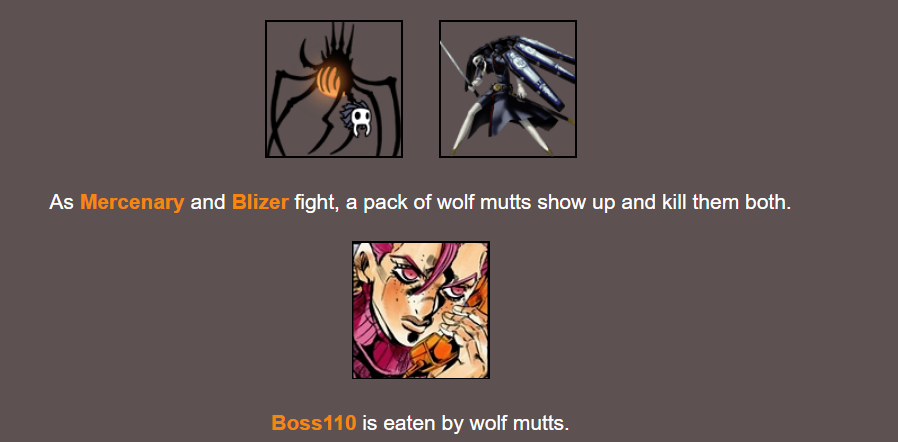 As Mercenary and Blizer fight, a pack of wolf mutts show up and kill them both.
Boss110 is eaten by wolf mutts.